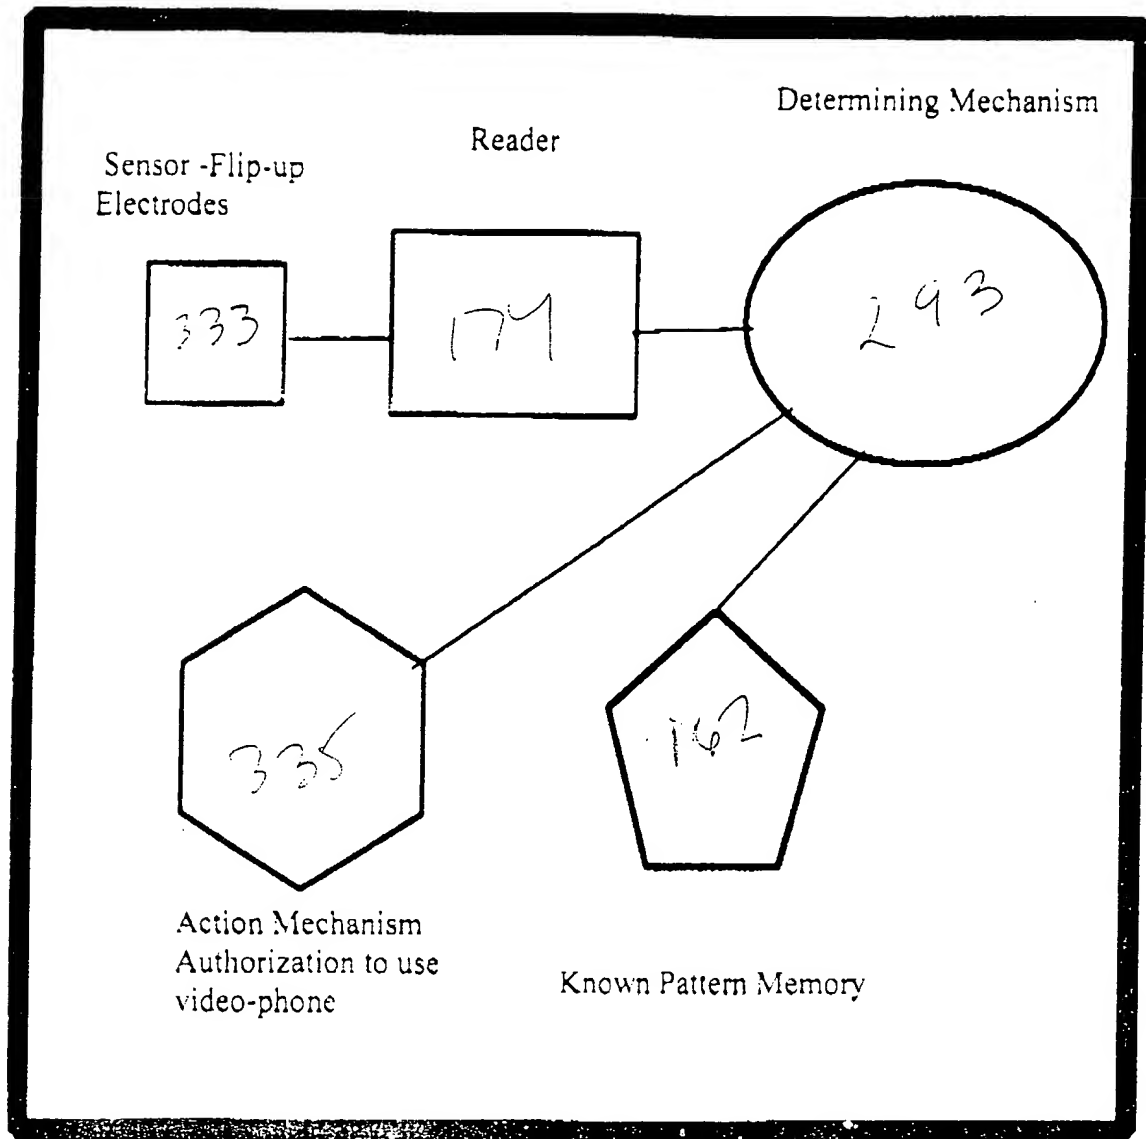 Determining Mechanism
Reader
Sensor -Flip-up
Electrodes
333
174
293
335
162
Action Mechanism
Authorization to use
video-phone
Known Pattern Memory